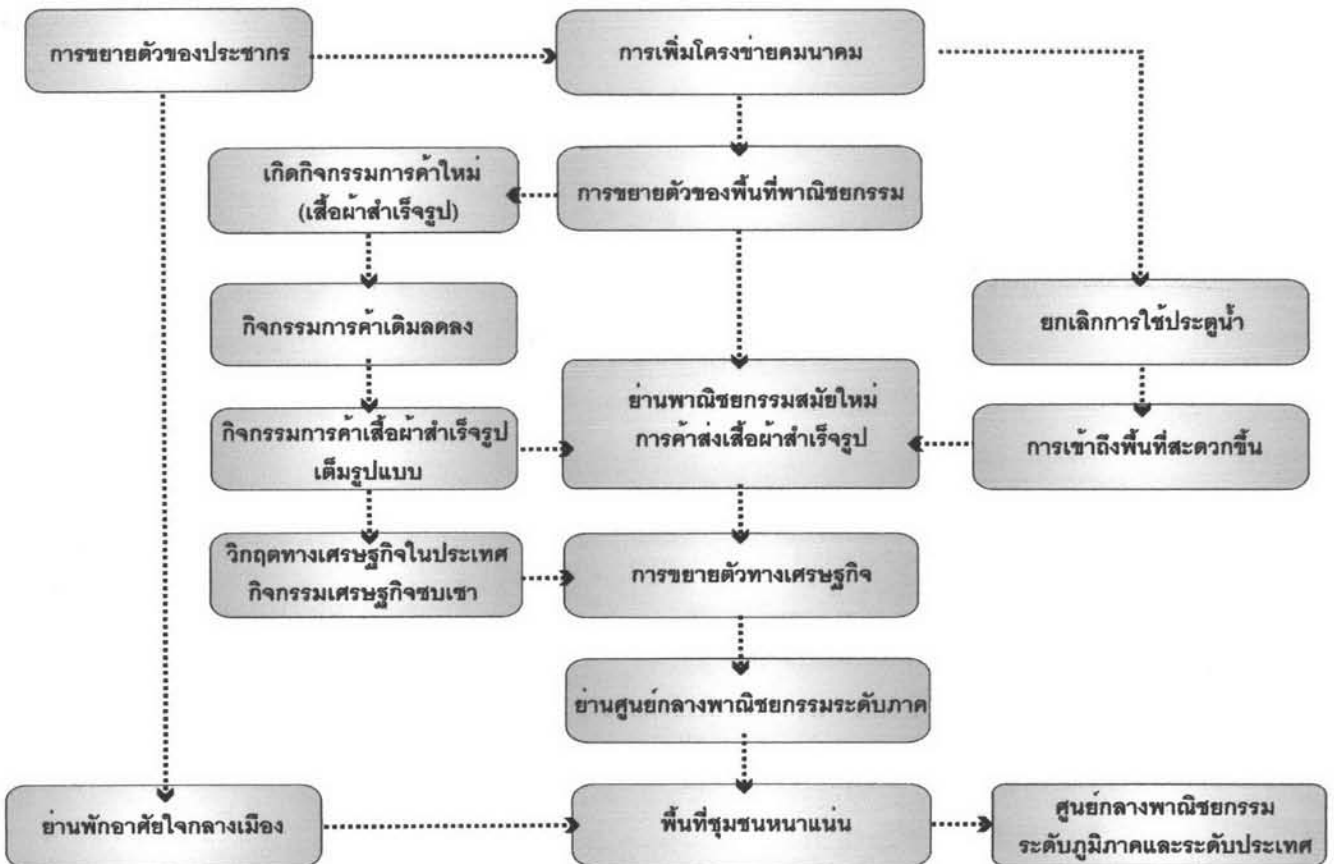 การขยายตัวของประชากร
การเพิ่มโครงข่ายคมนาคม
เกิดกิจกรรมการค้าใหม่
(เสื้อผ้าสำเร็จรูป)
การขยายตัวของพื้นที่พาณิชยกรรม
กิจกรรมการค้าเดิมลดลง
ยกเลิกการใช้ประตูน้ำ
กิจกรรมการค้าเสื้อผ้าสำเร็จรูป
เต็มรูปแบบ
ย่านพาณิชยกรรมสมัยใหม่
การค้าส่งเสื้อผ้าสำเร็จรูป
การเข้าถึงพื้นที่สะดวกขึ้น
วิกฤตทางเศรษฐกิจในประเทศ
กิจกรรมเศรษฐกิจซบเซา
การขยายตัวทางเศรษฐกิจ
ย่านศูนย์กลางพาณิชยกรรมระดับภาค
ย่านพักอาศัยใจกลางเมือง
พื้นที่ชุมชนหนาแน่น
ศูนย์กลางพาณิชยกรรม
ระดับภูมิภาคและระดับประเทศ